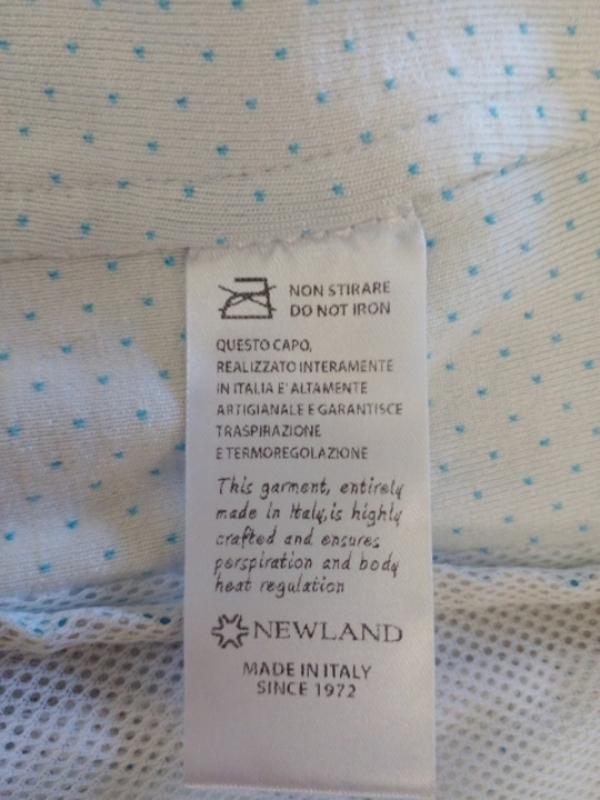 NON STIRARE
DO NOT IRON
QUESTO CAPO,
REALIZZATO INTERAMENTE
IN ITALIA E' ALTAMENTE
ARTIGIANALE E GARANTISCE
TRASPIRAZIONE
E TERMOREGOLAZIONE
This garment, entirely
made in Italy, is highly
crafted and ensures
perspiration and body
heat regulation
NEWLAND
MADE IN ITALY
SINCE 1972